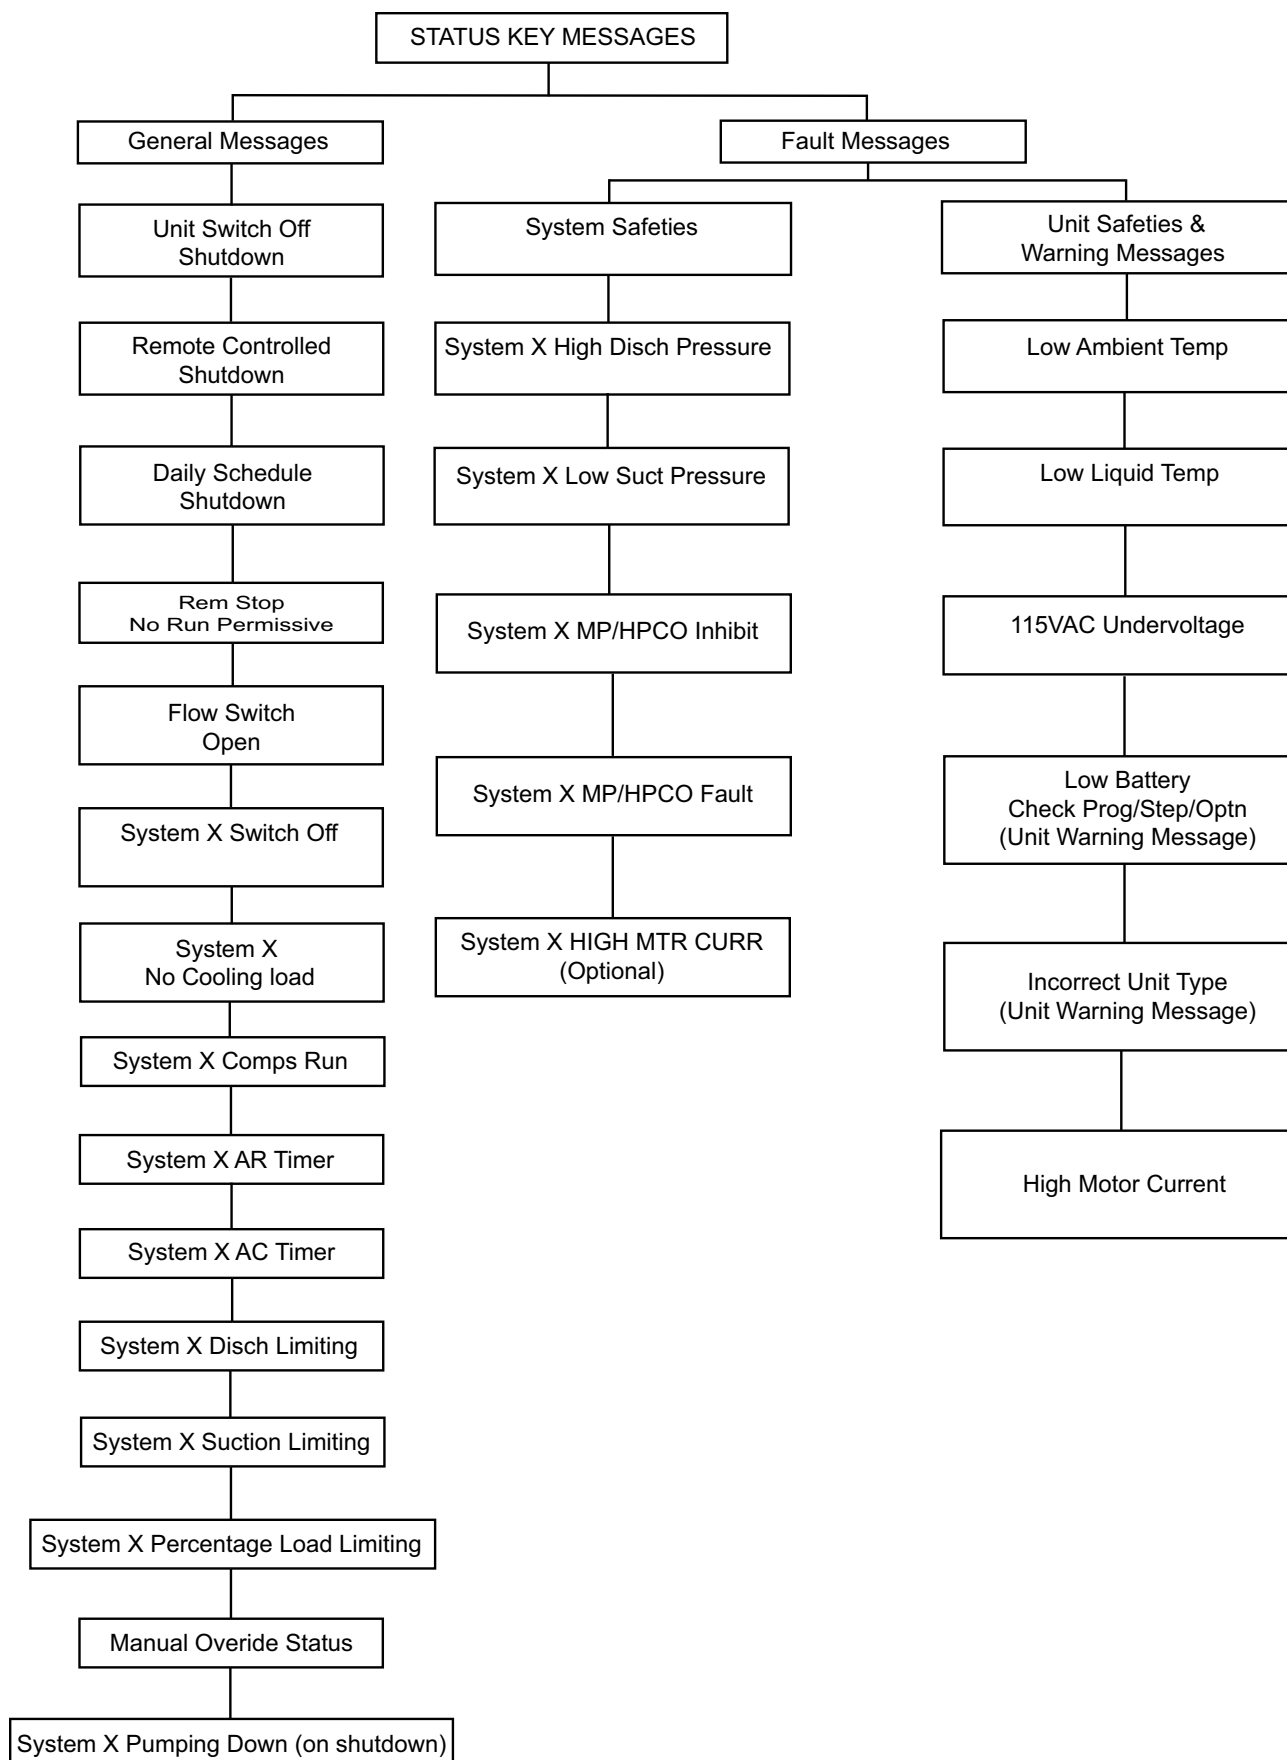 STATUS KEY MESSAGES
General Messages
Unit Switch Off
Shutdown
Remote Controlled
Shutdown
Daily Schedule
Shutdown
Rem Stop
No Run Permissive
Flow Switch
Open
System X Switch Off
System X
No Cooling load
System X Comps Run
System X AR Timer
System X AC Timer
System X Disch Limiting
System X Suction Limiting
System X Percentage Load Limiting
Manual Overide Status
System X Pumping Down (on shutdown)
Fault Messages
System Safeties
System X High Disch Pressure
System X Low Suct Pressure
System X MP/HPCO Inhibit
System X MP/HPCO Fault
System X HIGH MTR CURR
(Optional)
Unit Safeties &
Warning Messages
Low Ambient Temp
Low Liquid Temp
115VAC Undervoltage
Low Battery
Check Prog/Step/Optn
(Unit Warning Message)
Incorrect Unit Type
(Unit Warning Message)
High Motor Current